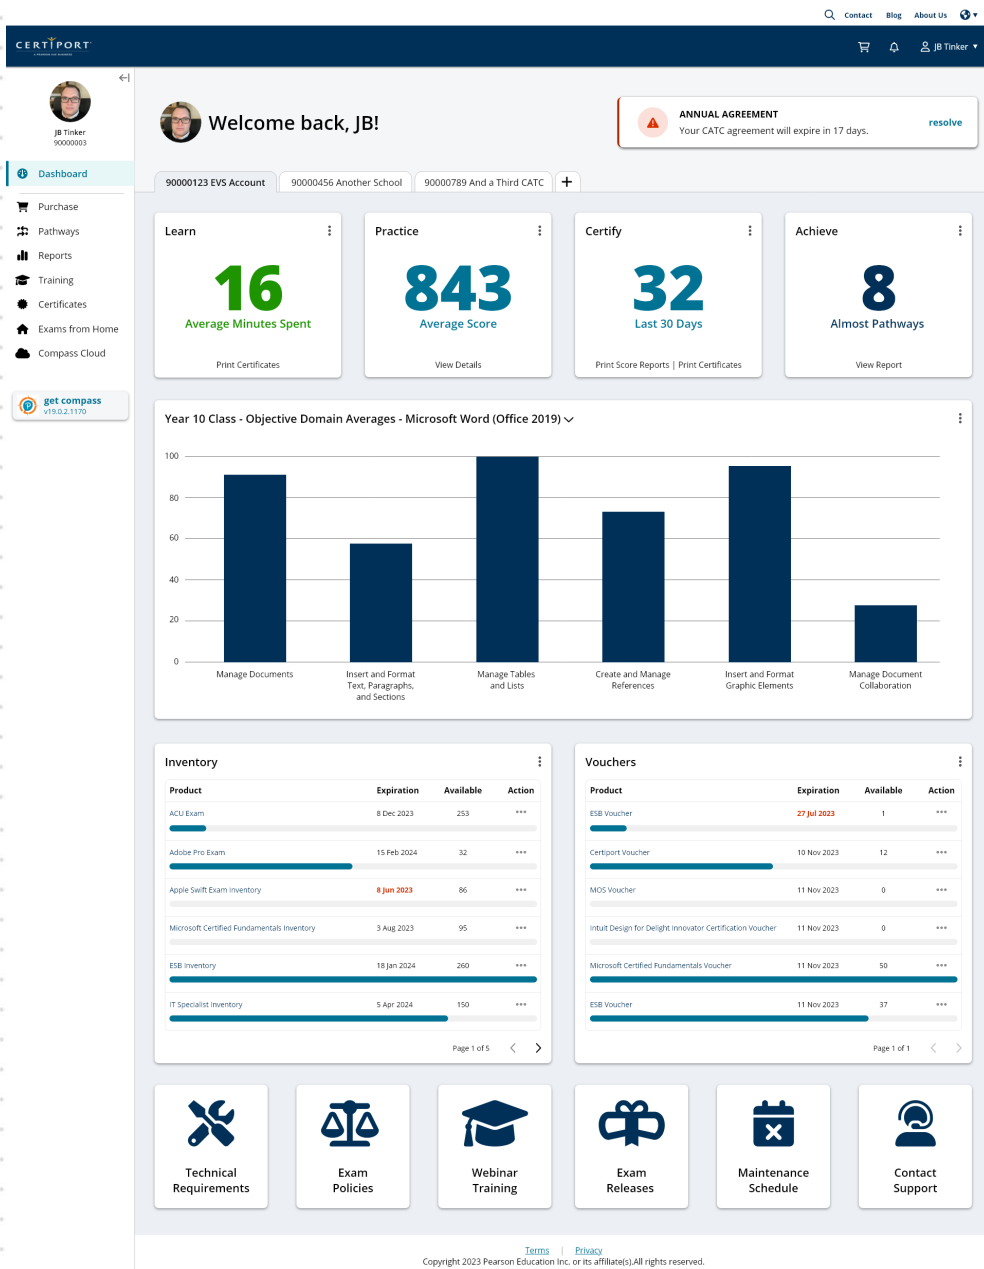 Contact Blog About Us
CERTIPORT
JB Tinker
JB Tinker
90000003
Dashboard
Purchase
Pathways
Reports
Training
Certificates
Exams from Home
Compass Cloud
get compass
v19.0.2.1170
Welcome back, JB!
ANNUAL AGREEMENT
Your CATC agreement will expire in 17 days.
resolve
90000123 EVS Account 90000456 Another School 90000789 And a Third CATC +
Learn
16
Average Minutes Spent
Print Certificates
Practice
843
Average Score
View Details
Certify
32
Last 30 Days
Print Score Reports | Print Certificates
Achieve
8
Almost Pathways
View Report
Year 10 Class - Objective Domain Averages - Microsoft Word (Office 2019)
100
80
60
40
20
0
Manage Documents
Insert and Format
Text, Paragraphs,
and Sections
Manage Tables
and Lists
Create and Manage
References
Insert and Format
Graphic Elements
Manage Document
Collaboration
Inventory
Product Expiration Available Action
ACU Exam 8 Dec 2023 253
Adobe Pro Exam 15 Feb 2024 32
Apple Swift Exam Inventory 8 Jun 2023 86
Microsoft Certified Fundamentals Inventory 3 Aug 2023 95
ESB Inventory 18 Jan 2024 260
IT Specialist Inventory 5 Apr 2024 150
Page 1 of 5
Vouchers
Product Expiration Available Action
ESB Voucher 27 Jul 2023 1
Certiport Voucher 10 Nov 2023 12
MOS Voucher 11 Nov 2023 0
Intuit Design for Delight Innovator Certification Voucher 11 Nov 2023 0
Microsoft Certified Fundamentals Voucher 11 Nov 2023 50
ESB Voucher 11 Nov 2023 37
Page 1 of 1
Technical
Requirements
Exam
Policies
Webinar
Training
Exam
Releases
Maintenance
Schedule
Contact
Support
Terms | Privacy
Copyright 2023 Pearson Education Inc. or its affiliate(s).All rights reserved.